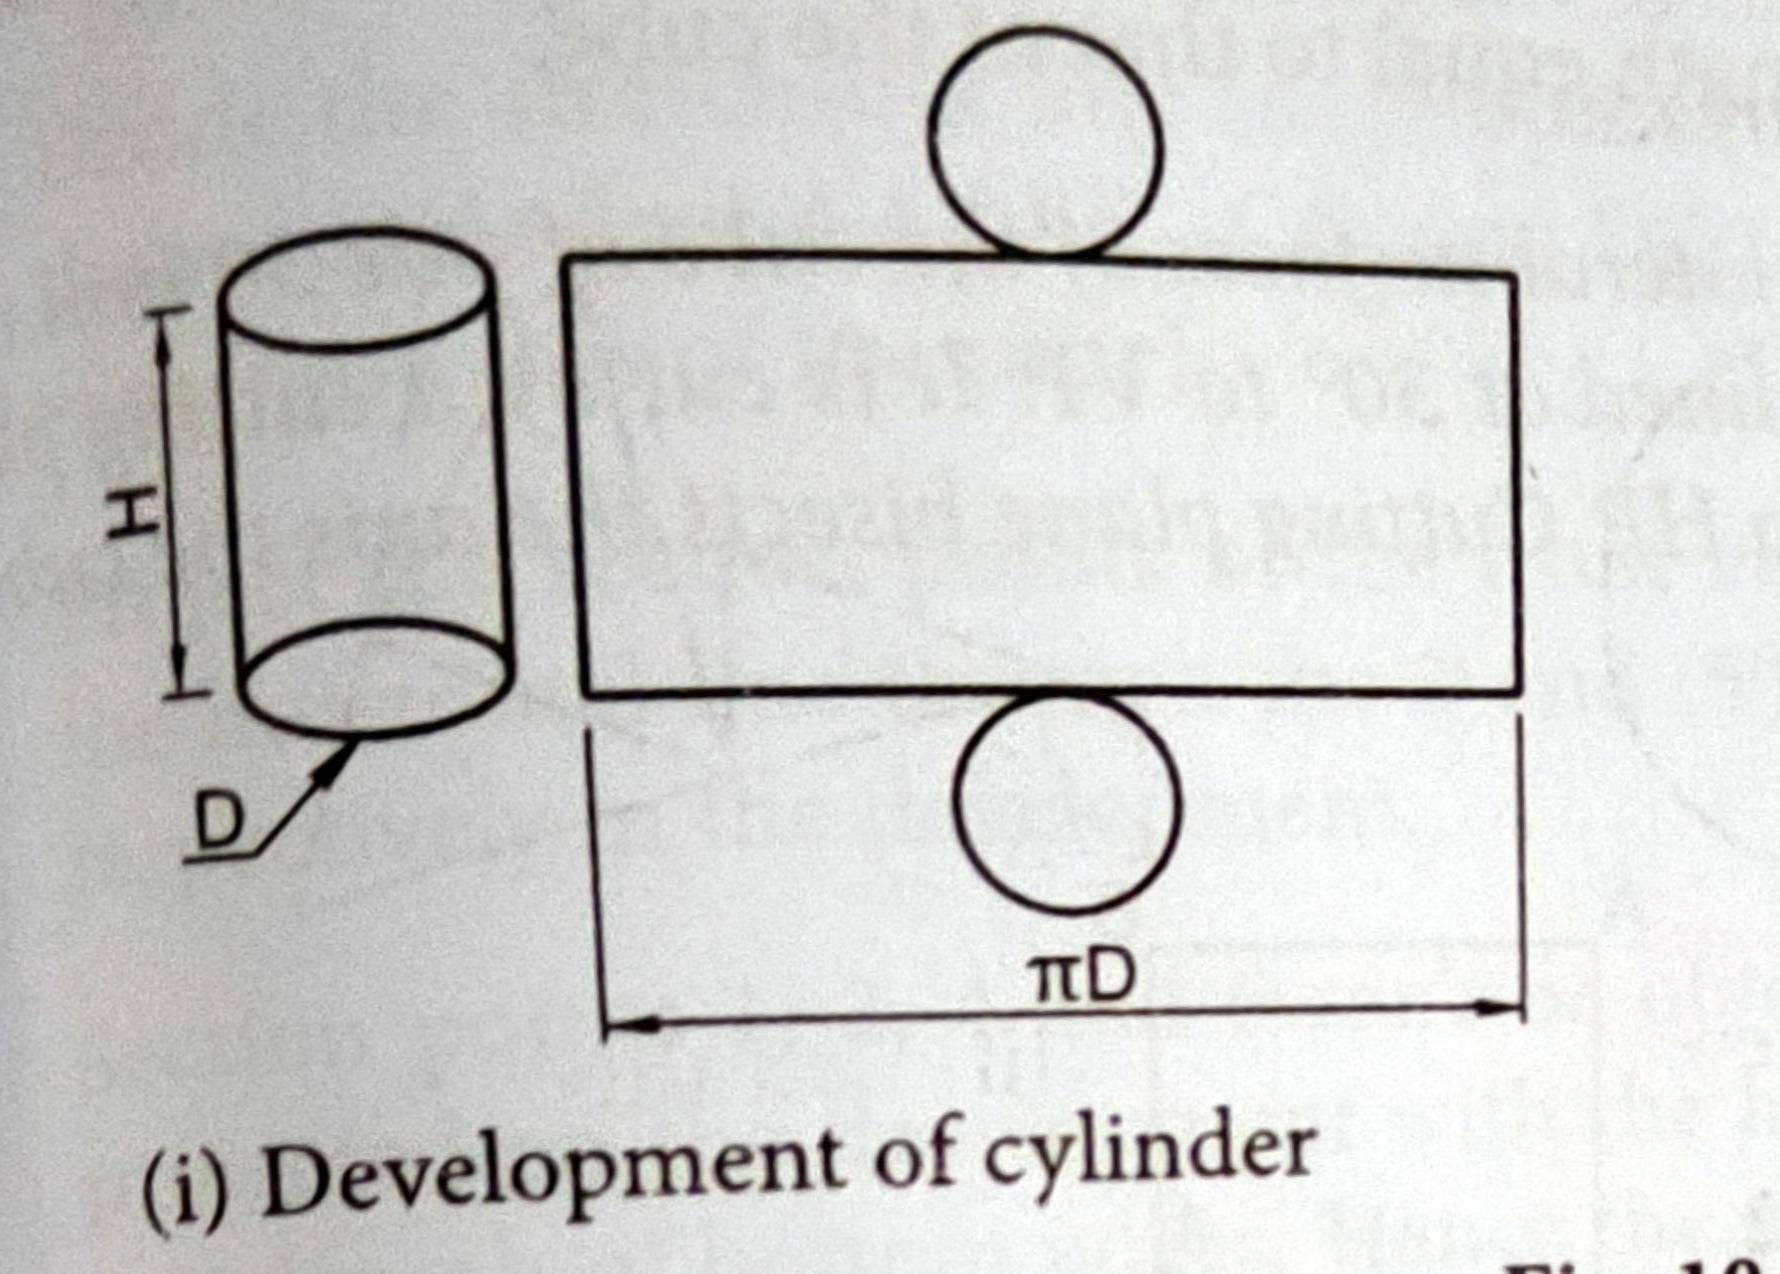 H
D
πD
(i) Development of cylinder